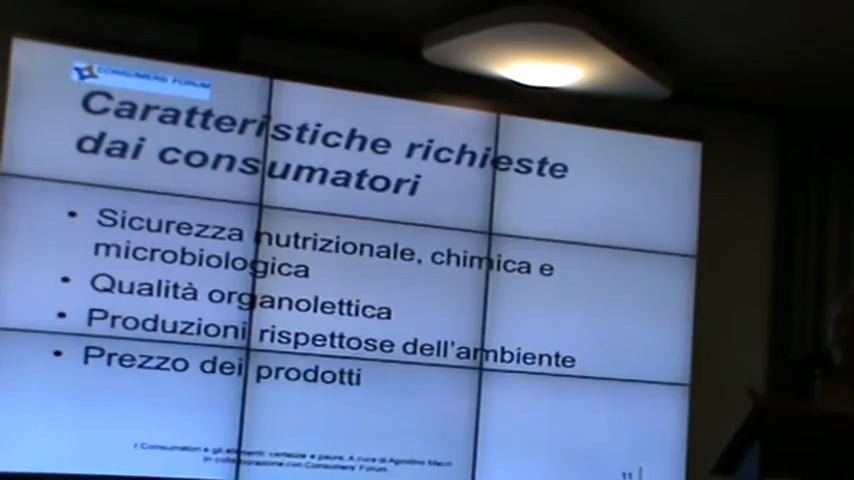 CONSUMERS' FORUM
Caratteristiche richieste
dai consumatori
• Sicurezza nutrizionale, chimica e
microbiologica
• Qualità organolettica
• Produzioni rispettose dell'ambiente
• Prezzo dei prodotti
I Consumatori e gli alimenti: certezze e paure. A cura di Agostino Macrì
in collaborazione con Consumers' Forum
11